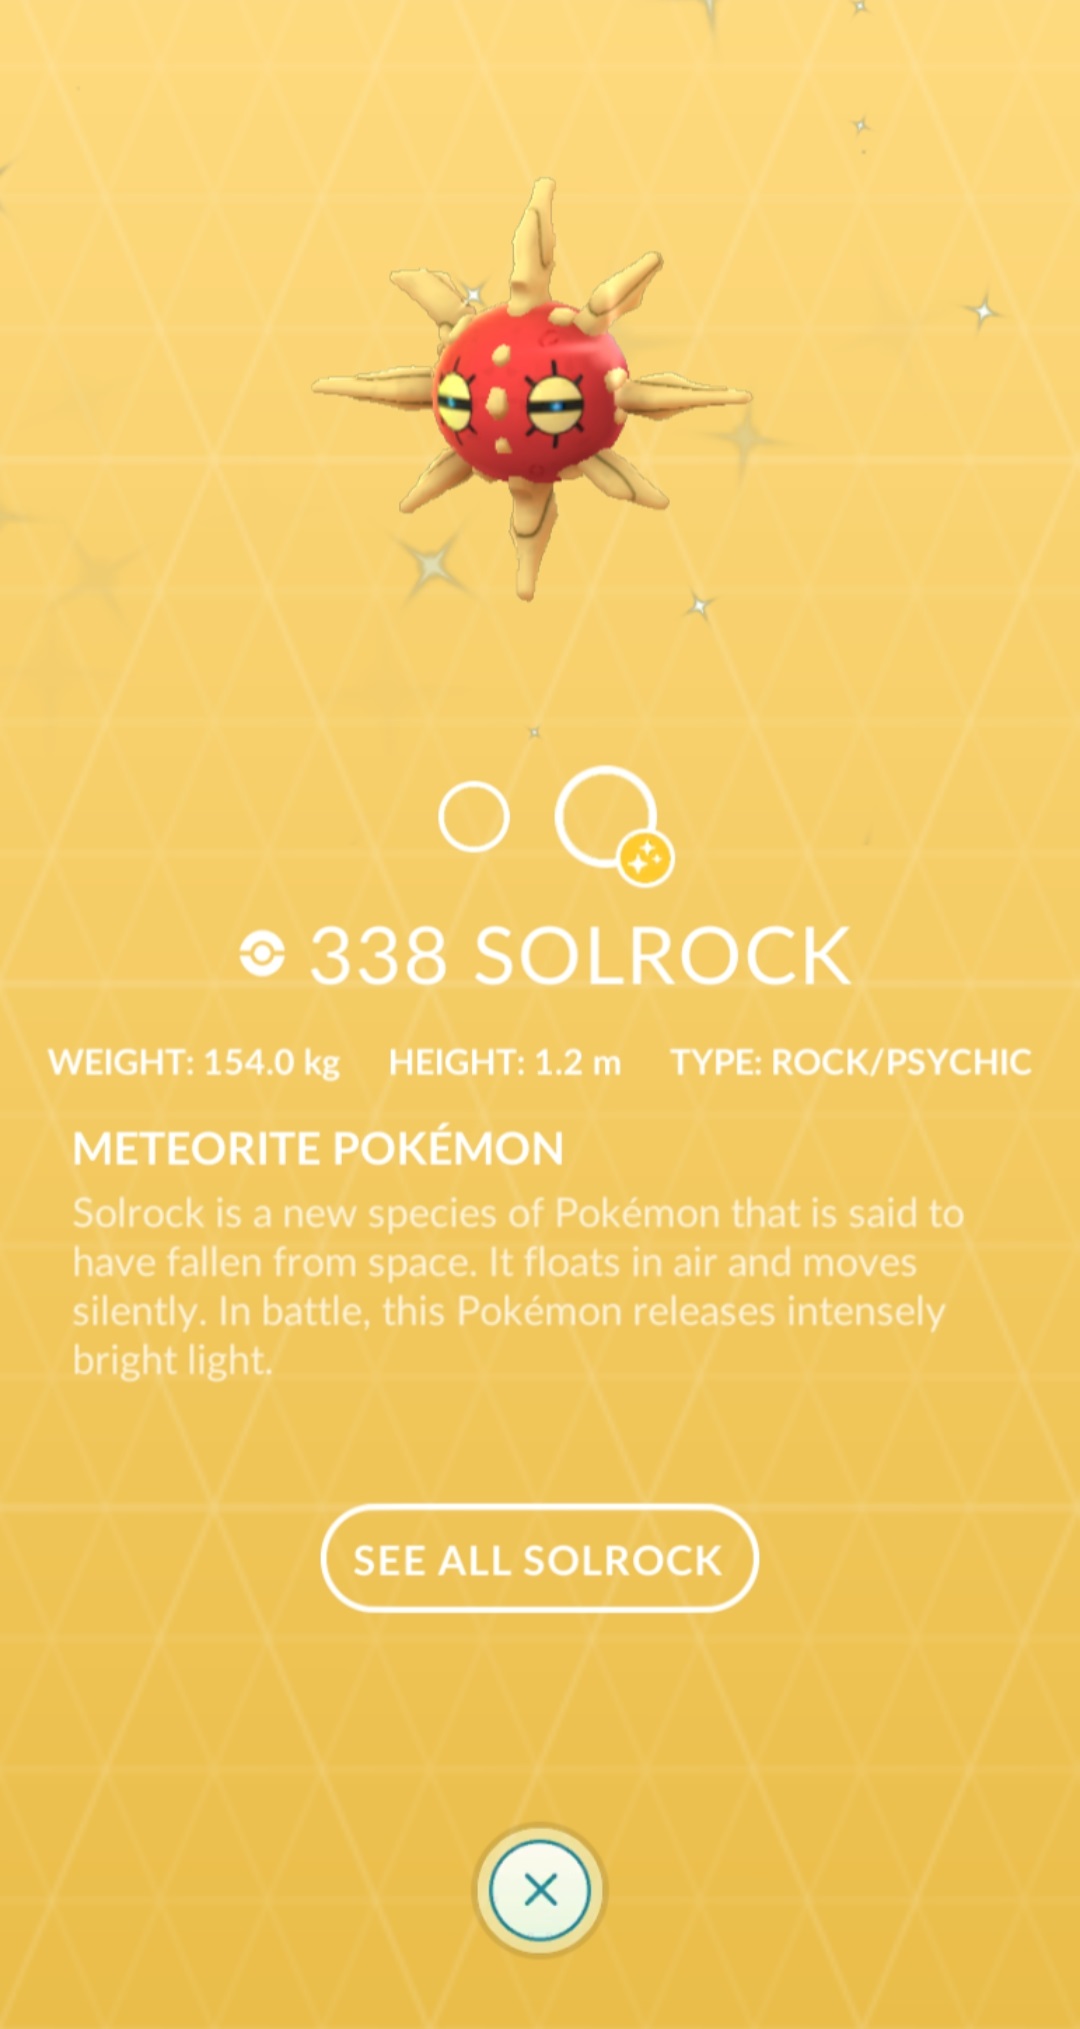 338 SOLROCK
WEIGHT: 154.0 kg HEIGHT: 1.2 m TYPE: ROCK/PSYCHIC
METEORITE POKÉMON
Solrock is a new species of Pokémon that is said to
have fallen from space. It floats in air and moves
silently. In battle, this Pokémon releases intensely
bright light.
SEE ALL SOLROCK